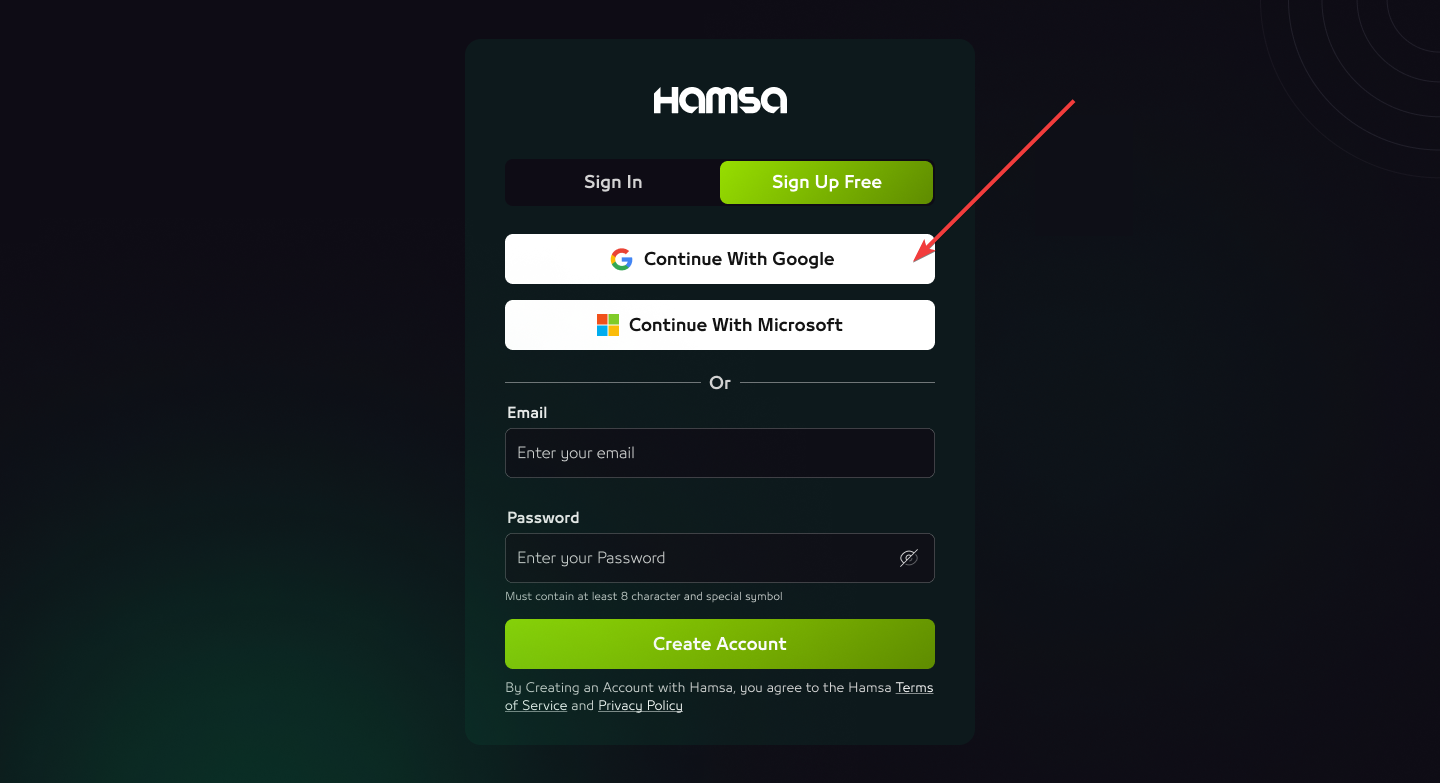 Hamsa
Sign In
Sign Up Free
Continue With Google
Continue With Microsoft
Or
Email
Enter your email
Password
Enter your Password
Must contain at least 8 character and special symbol
Create Account
By Creating an Account with Hamsa, you agree to the Hamsa Terms
of Service and Privacy Policy